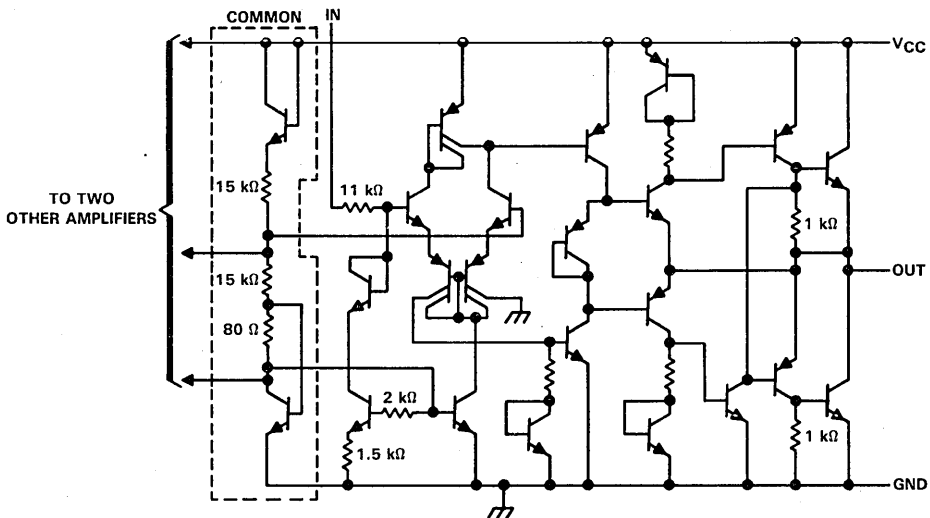 COMMON
IN
VCC
15 kΩ
11 kΩ
TO TWO
OTHER AMPLIFIERS
1 kΩ
15 kΩ
OUT
80 Ω
2 kΩ
1.5 kΩ
1 kΩ
GND